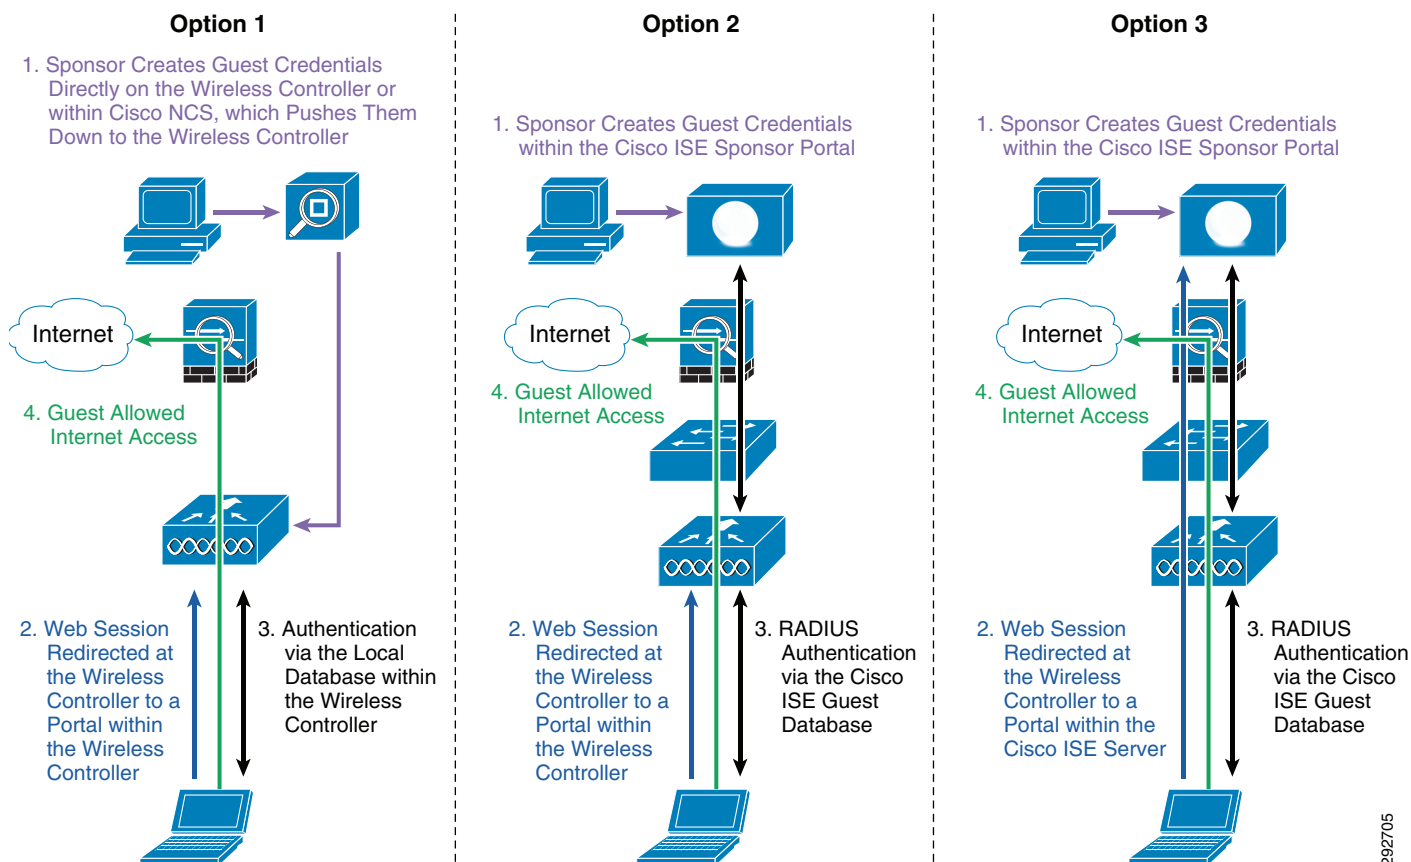 Option 1
1. Sponsor Creates Guest Credentials
Directly on the Wireless Controller or
within Cisco NCS, which Pushes Them
Down to the Wireless Controller
Internet
4. Guest Allowed
Internet Access
2. Web Session
Redirected at
the Wireless
Controller to a
Portal within
the Wireless
Controller
3. Authentication
via the Local
Database within
the Wireless
Controller
Option 2
1. Sponsor Creates Guest Credentials
within the Cisco ISE Sponsor Portal
Internet
4. Guest Allowed
Internet Access
2. Web Session
Redirected at
the Wireless
Controller to a
Portal within
the Wireless
Controller
3. RADIUS
Authentication
via the Cisco
ISE Guest
Database
Option 3
1. Sponsor Creates Guest Credentials
within the Cisco ISE Sponsor Portal
Internet
4. Guest Allowed
Internet Access
2. Web Session
Redirected at
the Wireless
Controller to a
Portal within the
Cisco ISE Server
3. RADIUS
Authentication
via the Cisco
ISE Guest
Database
292705